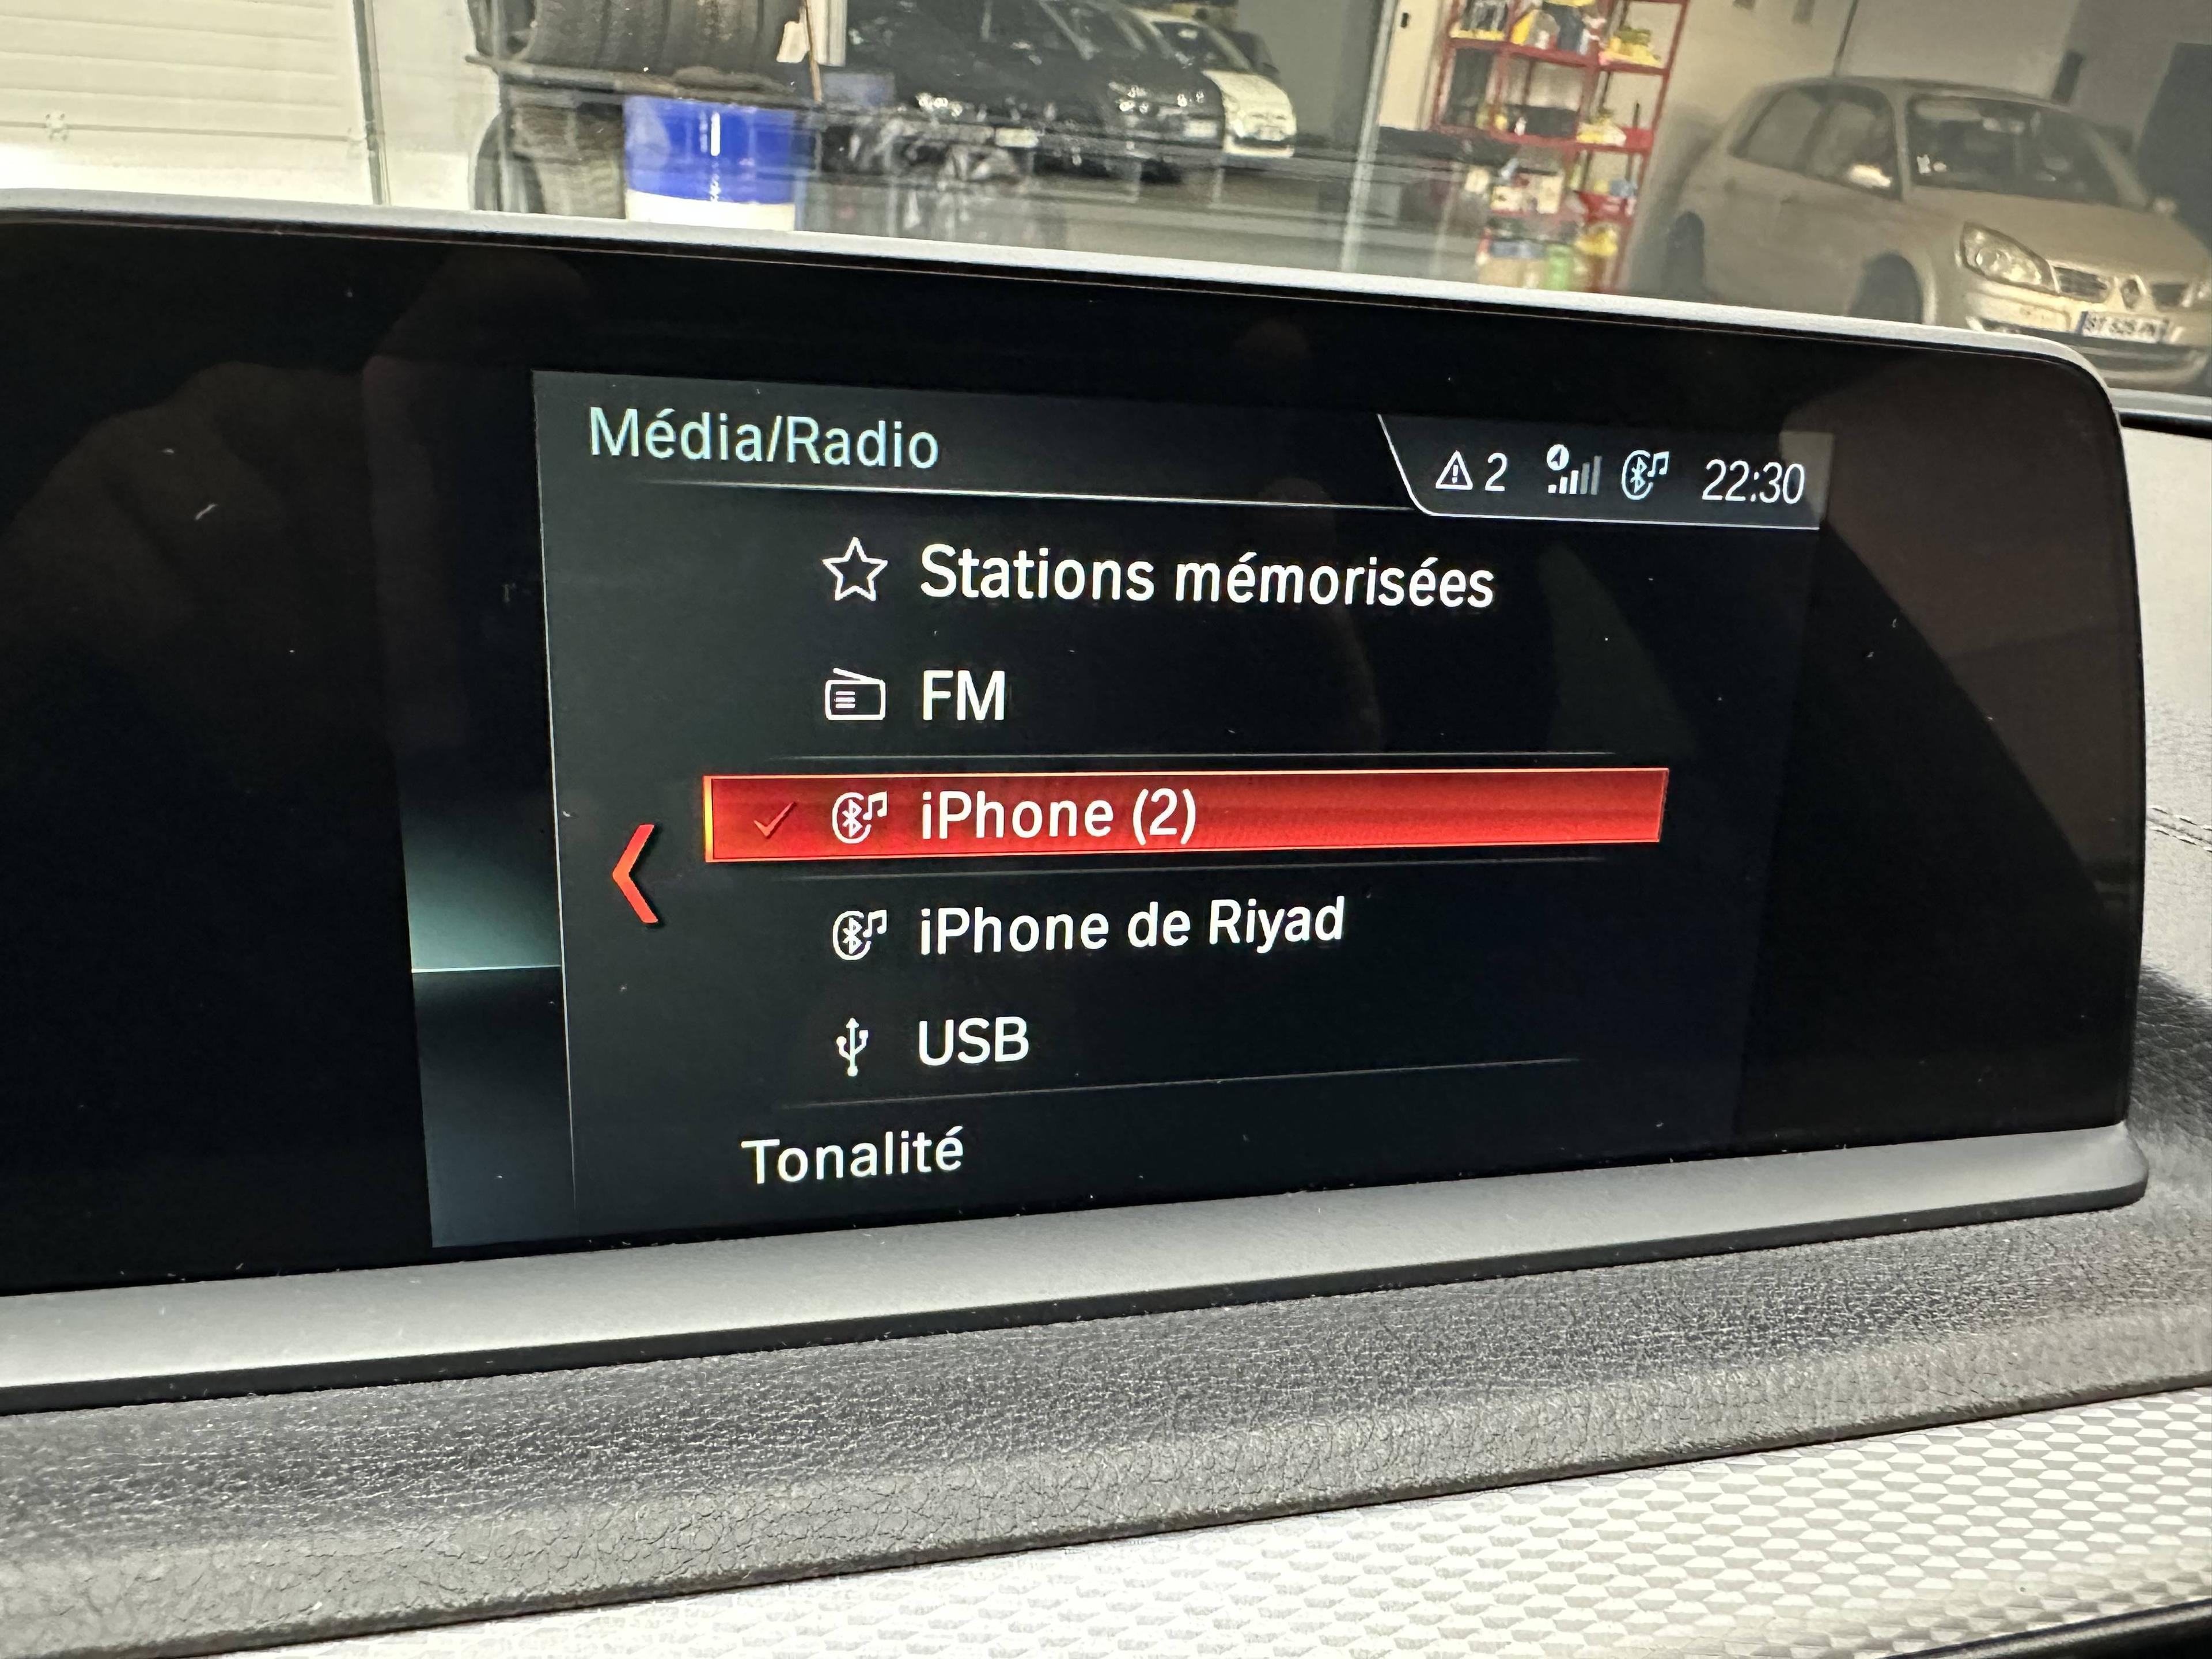 Média/Radio
2 22:30
Stations mémorisées
FM
iPhone (2)
iPhone de Riyad
USB
Tonalité